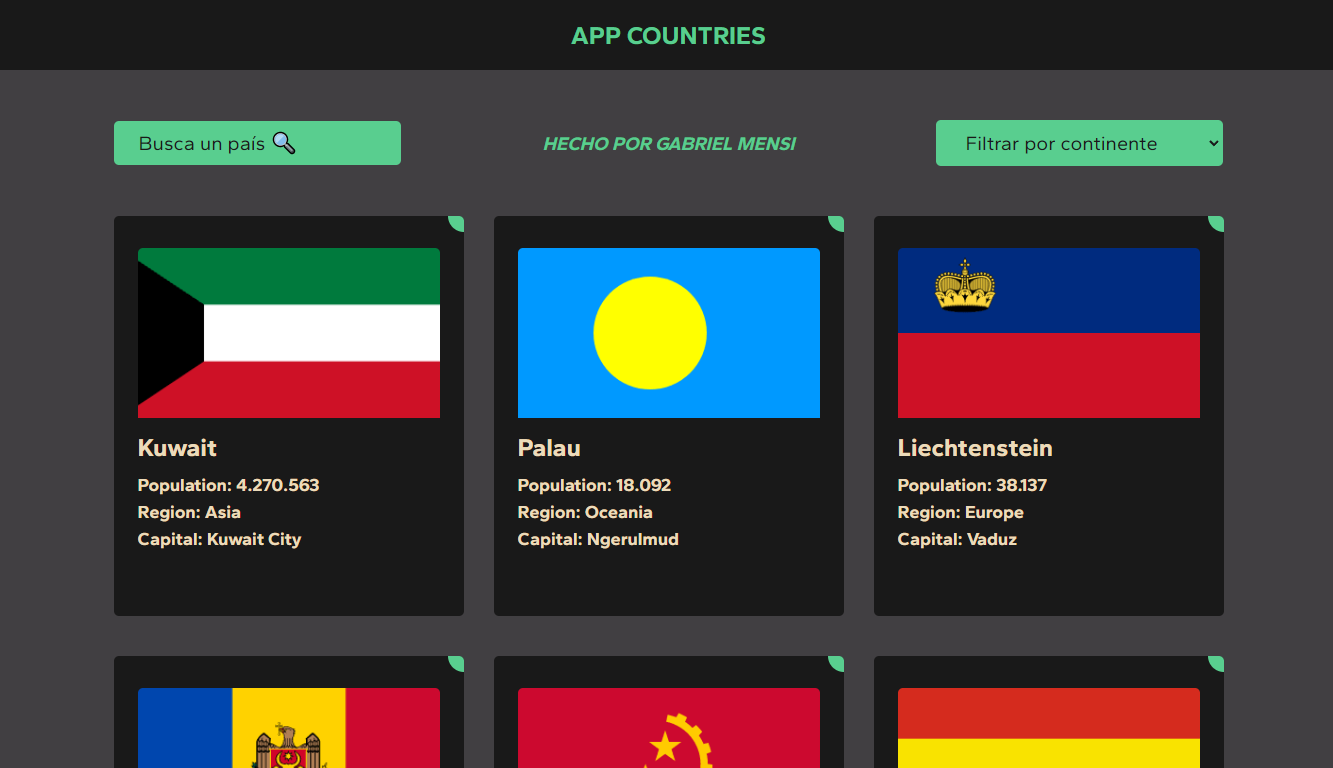 APP COUNTRIES
Busca un país 🔍
HECHO POR GABRIEL MENSI
Filtrar por continente
Kuwait
Population: 4.270.563
Region: Asia
Capital: Kuwait City
Palau
Population: 18.092
Region: Oceania
Capital: Ngerulmud
Liechtenstein
Population: 38.137
Region: Europe
Capital: Vaduz